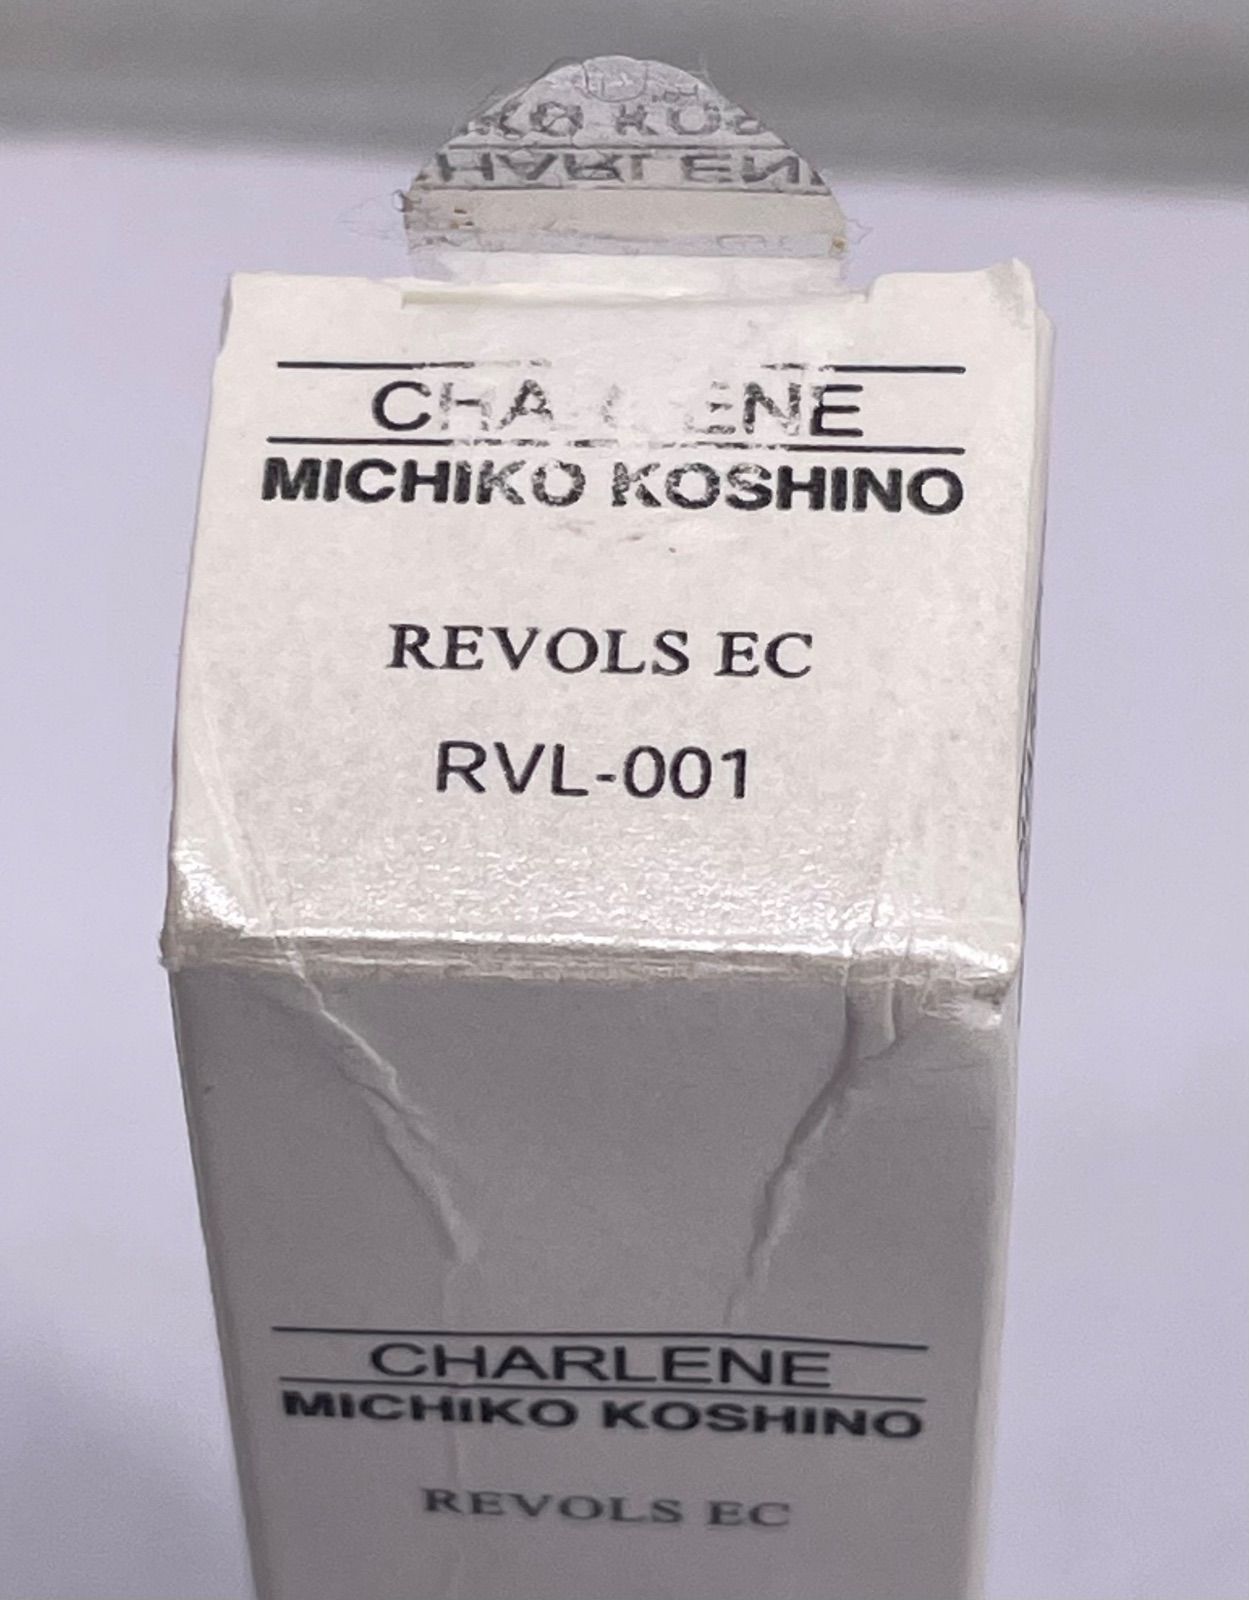 CHARLENE
MICHIKO KOSHINO
REVOLS EC
RVL-001
CHARLENE
MICHIKO KOSHINO
REVOLS EC